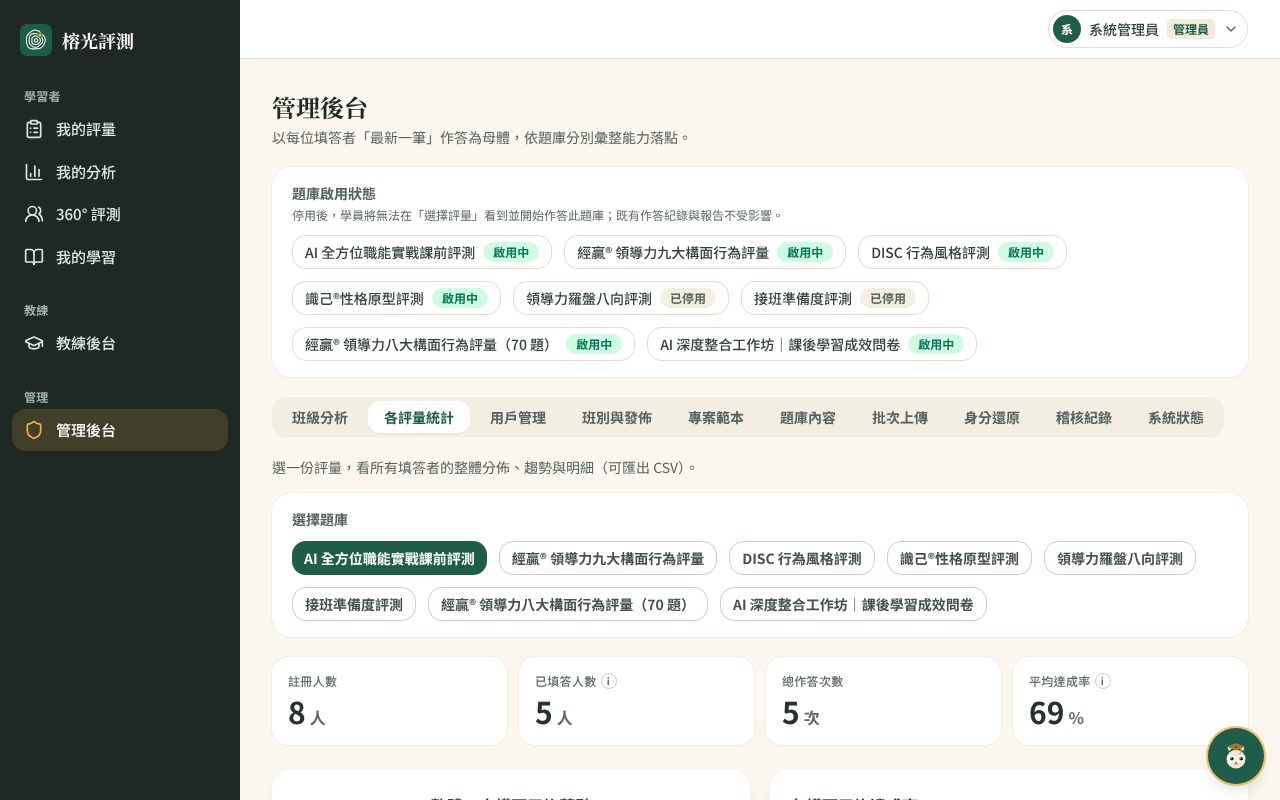 榕光評測
學習者
我的評量
我的分析
360° 評測
我的學習
教練
教練後台
管理
管理後台
系 系統管理員 管理員
管理後台
以每位填答者「最新一筆」作答為母體，依題庫分別彙整能力落點。
題庫啟用狀態
停用後，學員將無法在「選擇評量」看到並開始作答此題庫；既有作答紀錄與報告不受影響。
AI 全方位職能實戰課前評測 啟用中 經贏® 領導力九大構面行為評量 啟用中 DISC 行為風格評測 啟用中
識己®性格原型評測 啟用中 領導力羅盤八向評測 已停用 接班準備度評測 已停用
經贏® 領導力八大構面行為評量（70 題） 啟用中 AI 深度整合工作坊｜課後學習成效問卷 啟用中
班級分析 各評量統計 用戶管理 班別與發佈 專案範本 題庫內容 批次上傳 身分還原 稽核紀錄 系統狀態
選一份評量，看所有填答者的整體分佈、趨勢與明細（可匯出 CSV）。
選擇題庫
AI 全方位職能實戰課前評測 經贏® 領導力九大構面行為評量 DISC 行為風格評測 識己®性格原型評測 領導力羅盤八向評測
接班準備度評測 經贏® 領導力八大構面行為評量（70 題） AI 深度整合工作坊｜課後學習成效問卷
註冊人數 已填答人數 i 總作答次數 平均達成率 i
8 人 5 人 5 次 69 %